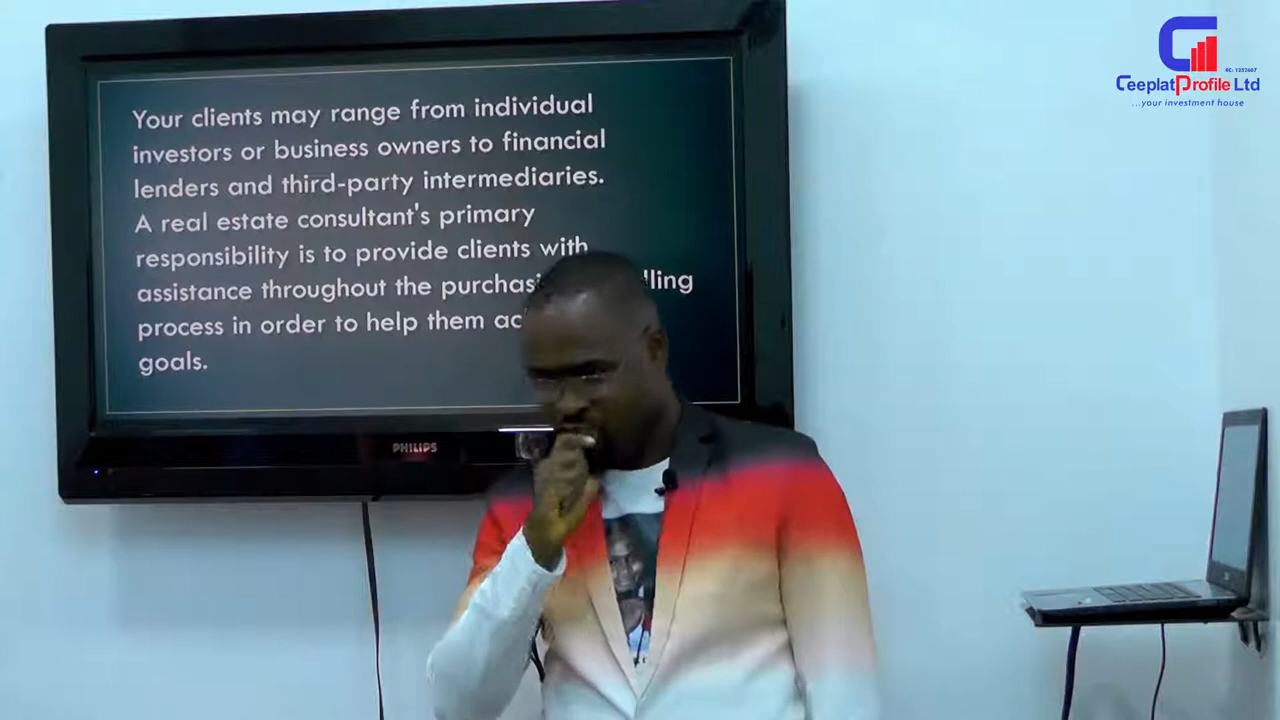 Your clients may range from individual
investors or business owners to financial
lenders and third-party intermediaries.
A real estate consultant's primary
responsibility is to provide clients with
assistance throughout the
process in order to help them
goals.
PHILIPS
RC: 1252607
CeeplatProfile Ltd
...your investment house